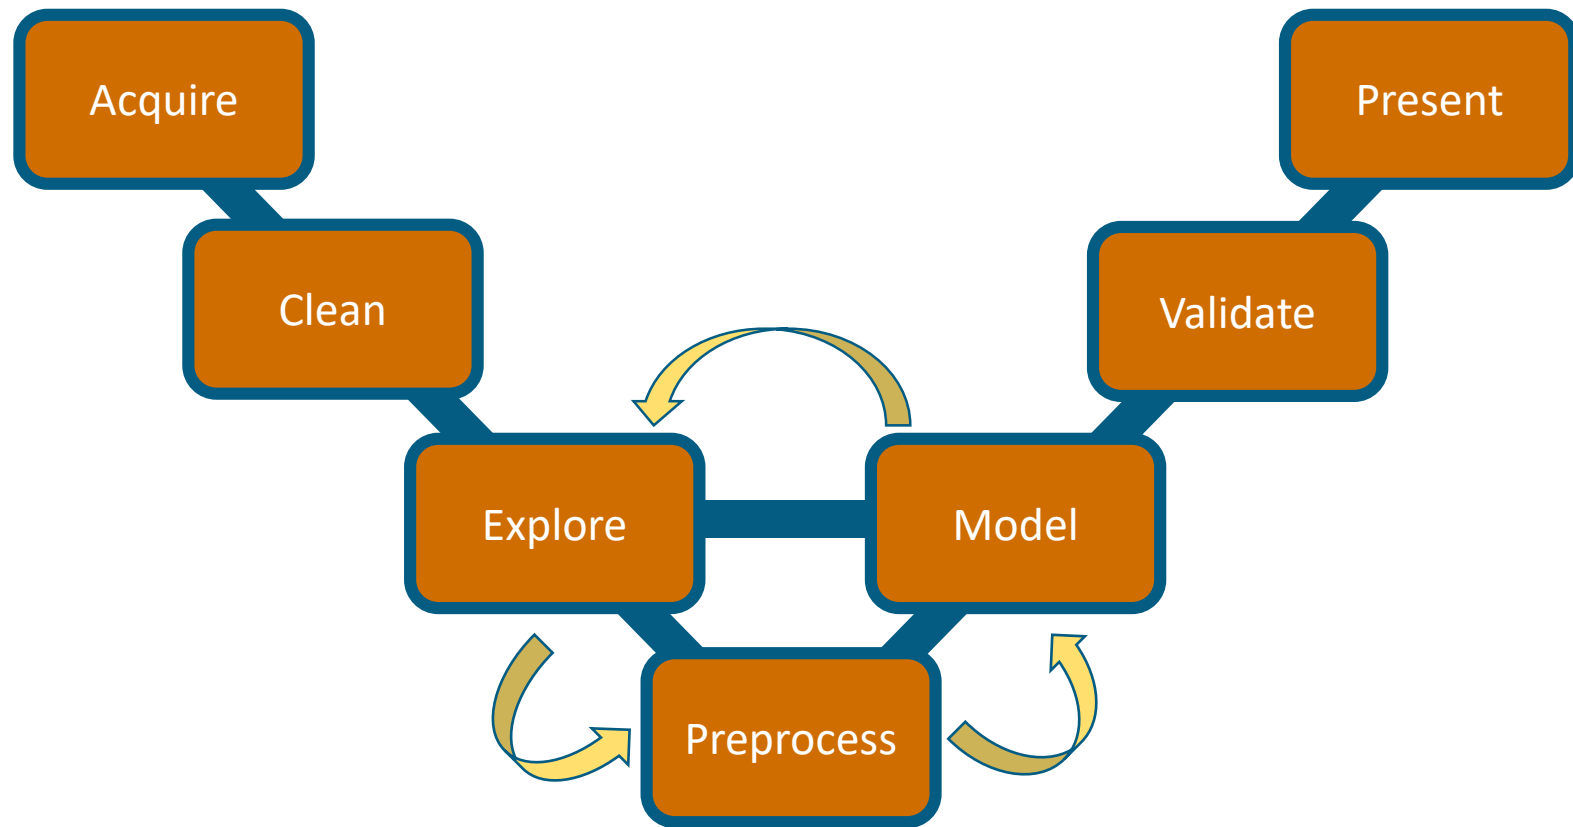 Acquire
Present
Clean
Validate
Explore
Model
Preprocess